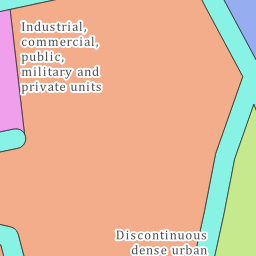 Industrial,
commercial,
public,
military and
private units
Discontinuous
dense urban